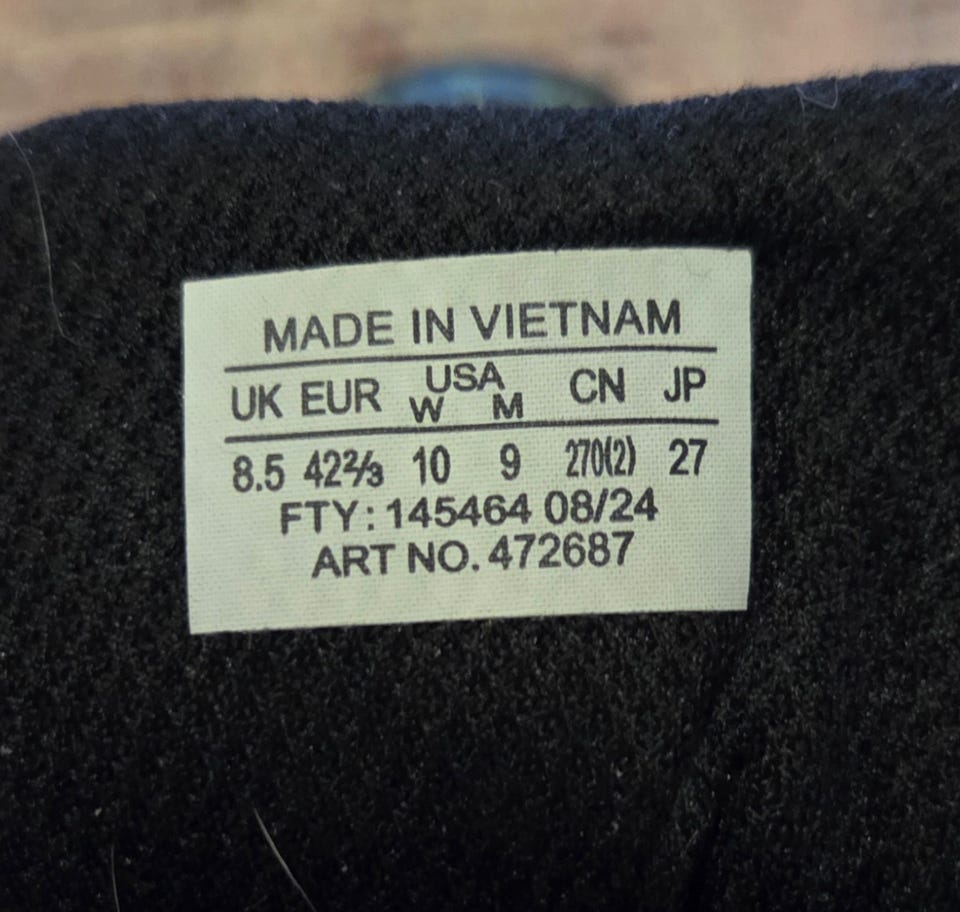 MADE IN VIETNAM
UK EUR USA CN JP
W M
8.5 42⅔ 10 9 270(2) 27
FTY: 145464 08/24
ART NO. 472687